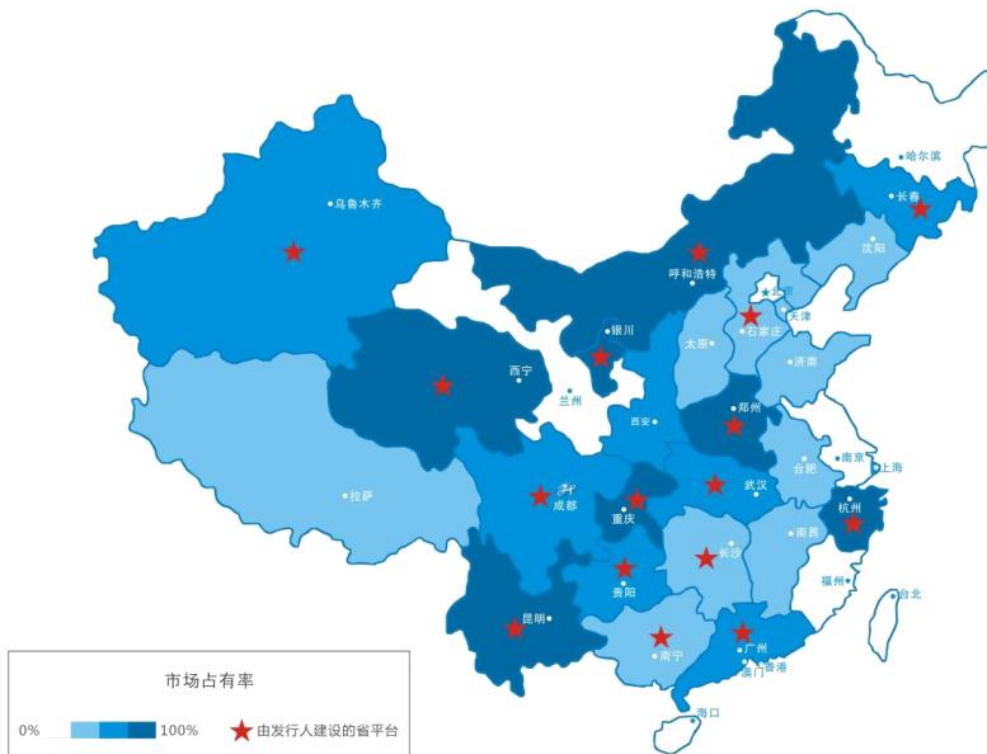 哈尔滨
长春
乌鲁木齐
沈阳
呼和浩特
北京
天津
银川
石家庄
太原
济南
西宁
兰州
郑州
西安
南京
合肥
上海
拉萨
武汉
成都
杭州
重庆
南昌
长沙
福州
贵阳
台北
昆明
广州
南宁
香港
澳门
海口
市场占有率
0%
100%
由发行人建设的省平台